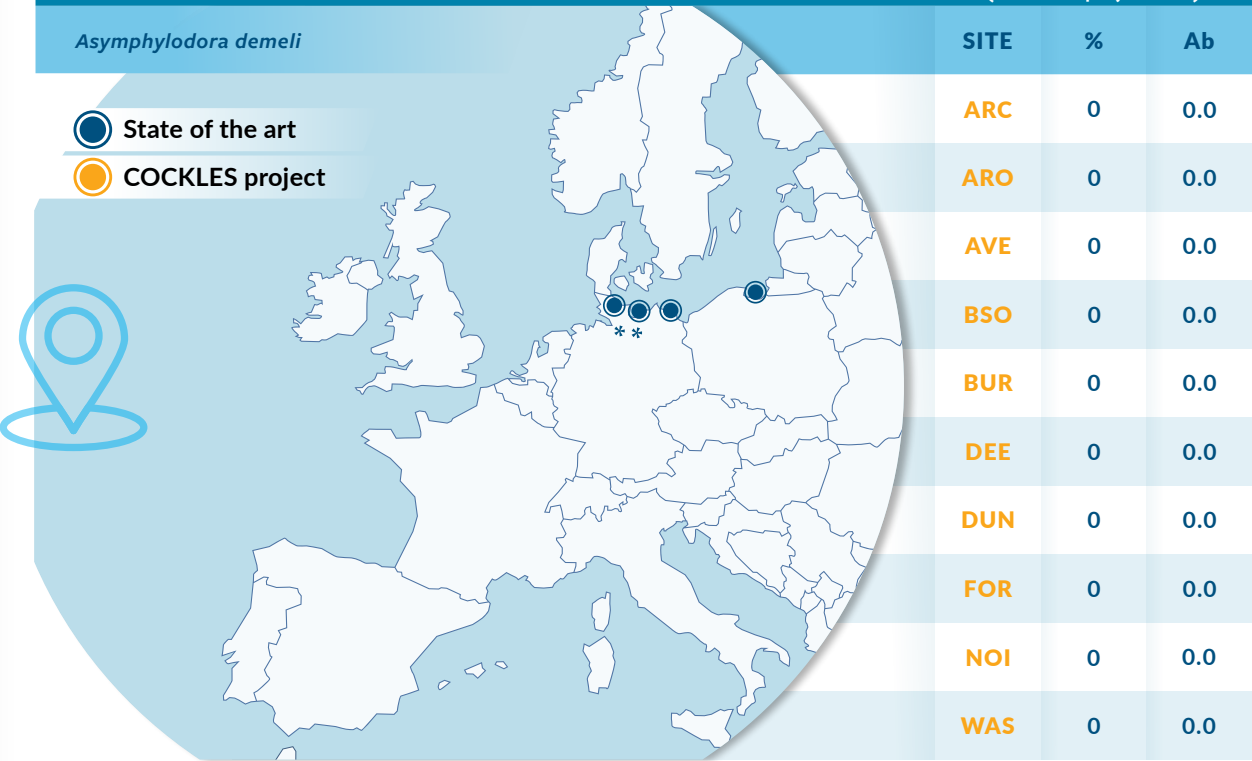 Asymphylodora demeli
SITE % Ab
State of the art
COCKLES project
* *
ARC 0 0.0
ARO 0 0.0
AVE 0 0.0
BSO 0 0.0
BUR 0 0.0
DEE 0 0.0
DUN 0 0.0
FOR 0 0.0
NOI 0 0.0
WAS 0 0.0